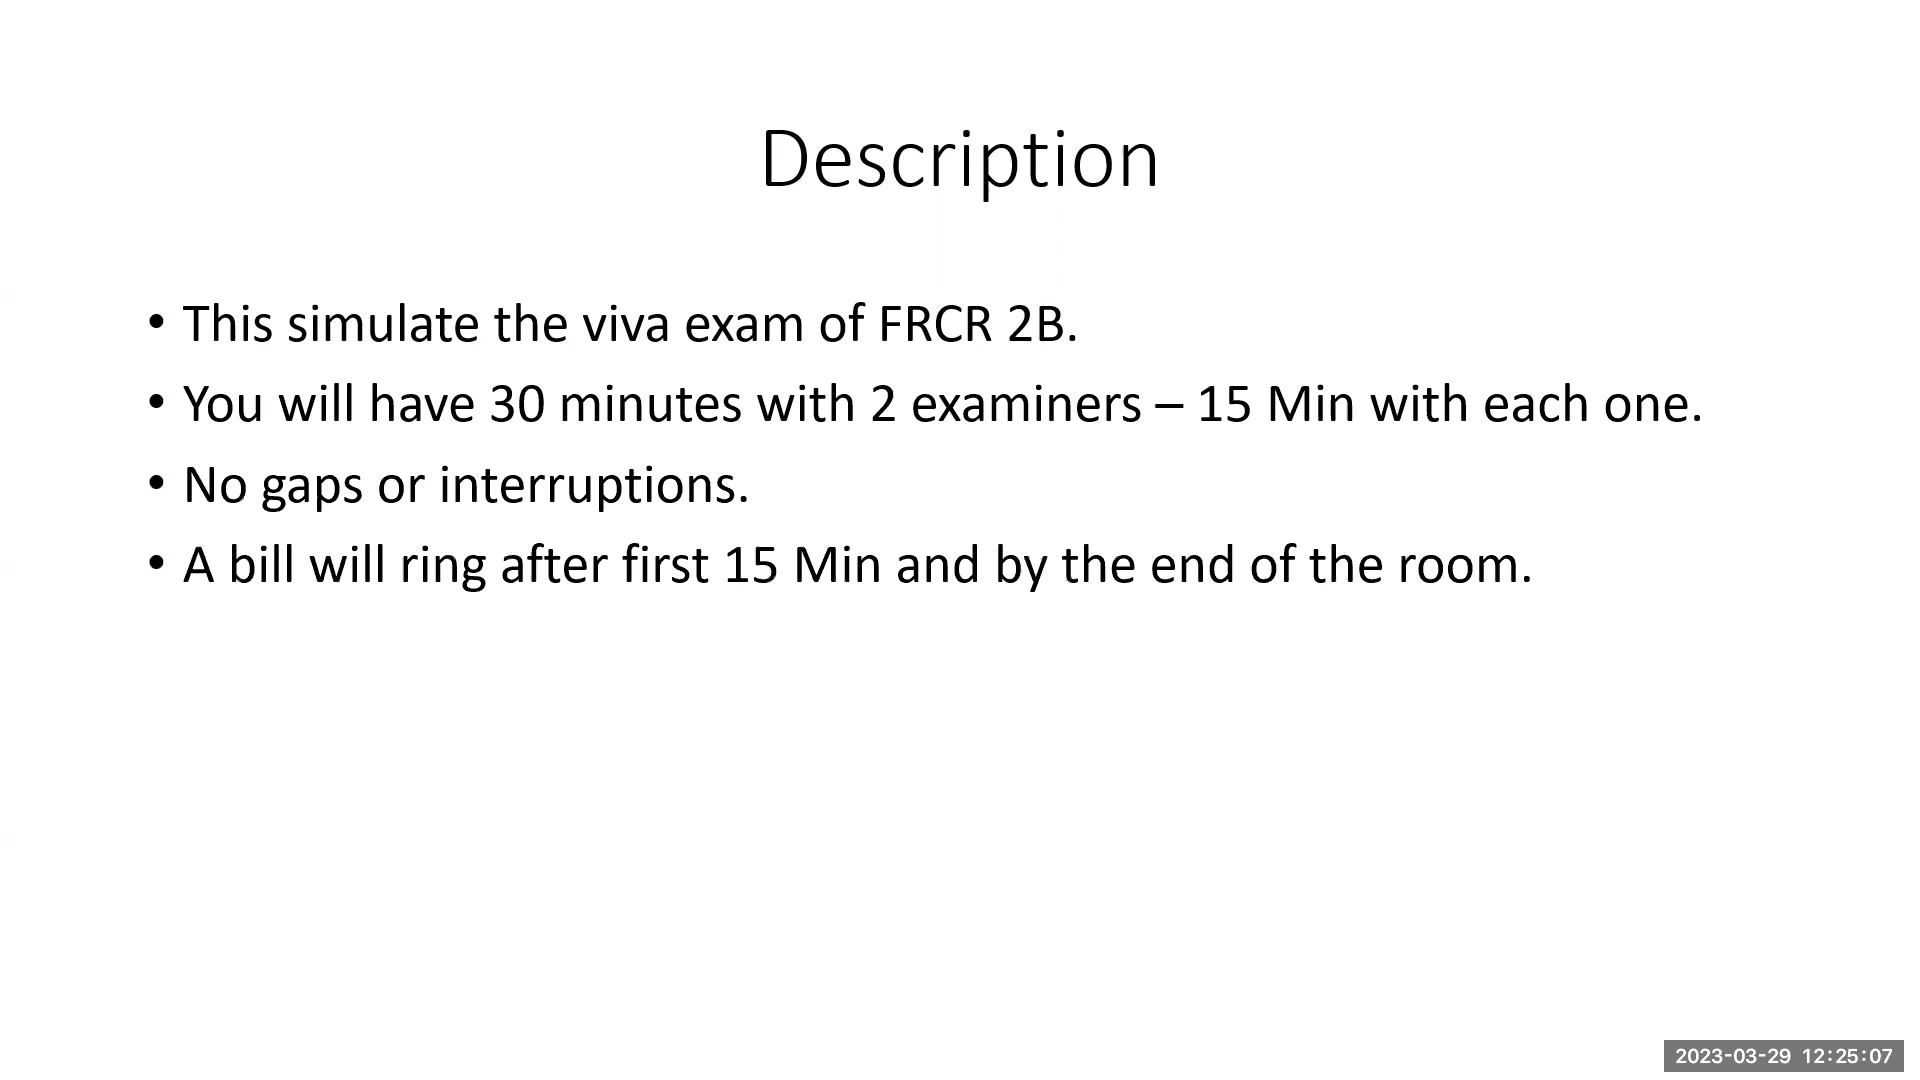 Description
• This simulate the viva exam of FRCR 2B.
• You will have 30 minutes with 2 examiners – 15 Min with each one.
• No gaps or interruptions.
• A bill will ring after first 15 Min and by the end of the room.
2023-03-29 12:25:07